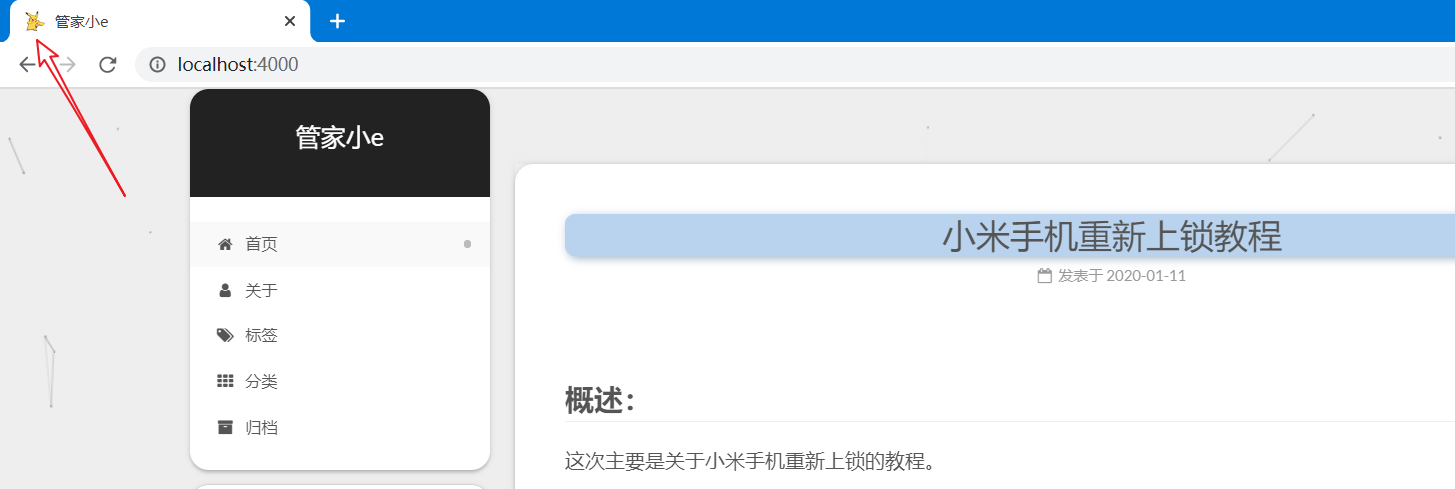 管家小e
localhost:4000
管家小e
首页
关于
标签
分类
归档
小米手机重新上锁教程
发表于 2020-01-11
概述：
这次主要是关于小米手机重新上锁的教程。